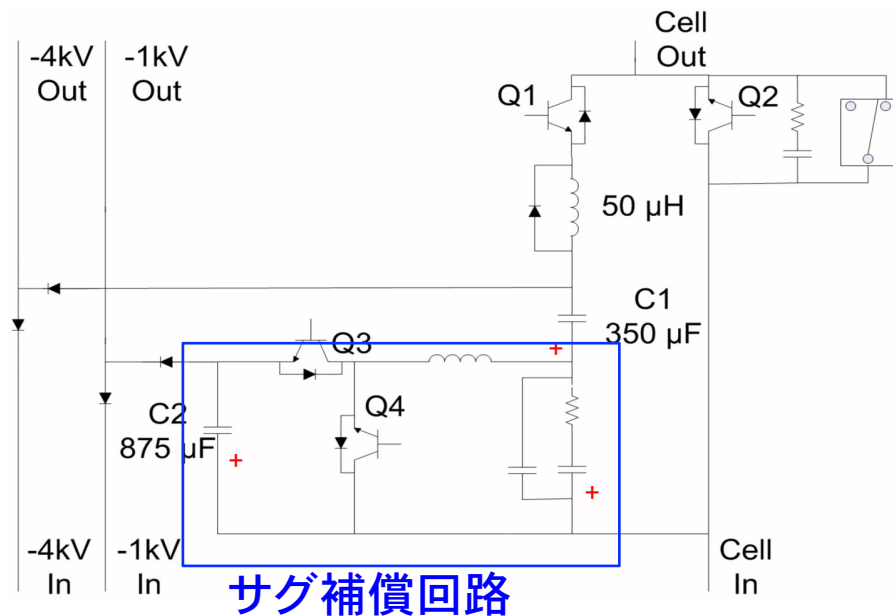 -4kV
Out
-1kV
Out
Cell
Out
Q1
Q2
50 µH
C1
350 µF
+
Q3
Q4
C2
875 µF
+
+
-4kV
In
-1kV
In
Cell
In
サグ補償回路